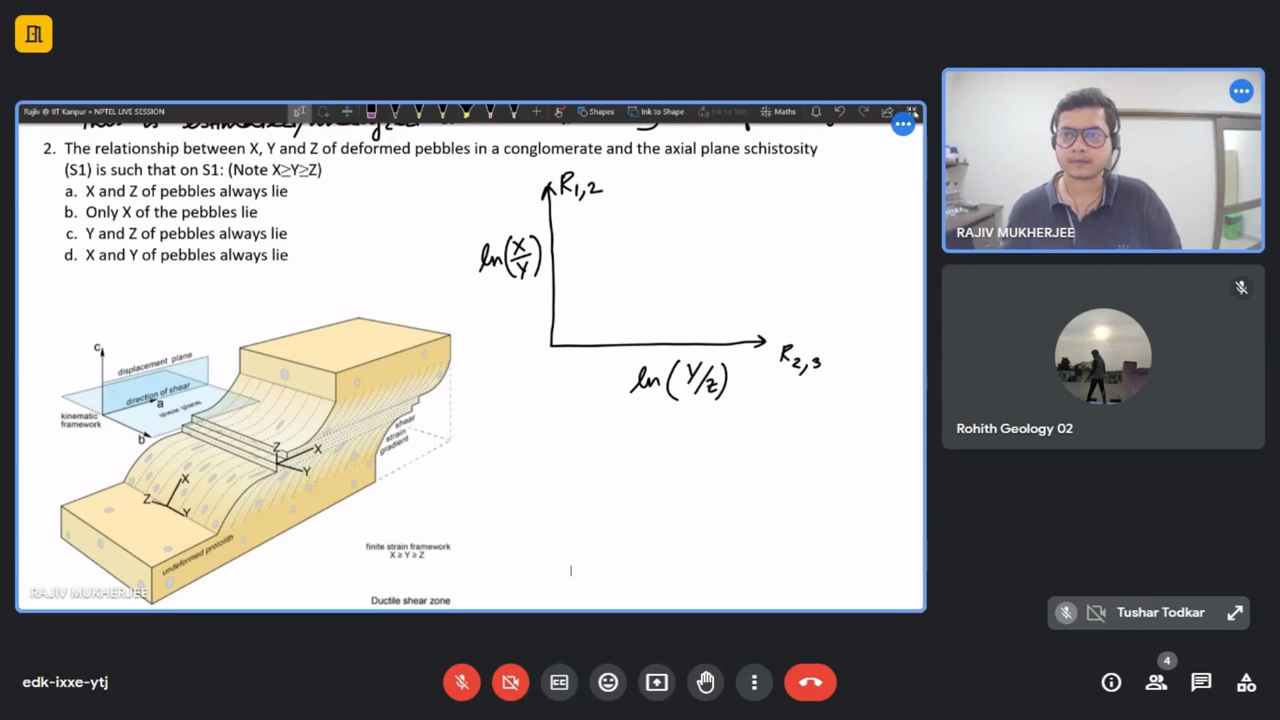 Rajiv @ IIT Kanpur » NPTEL LIVE SESSION
Shapes
Ink to Shape
Ink to Text
Maths
2. The relationship between X, Y and Z of deformed pebbles in a conglomerate and the axial plane schistosity
(S1) is such that on S1: (Note X≥Y≥Z)
a. X and Z of pebbles always lie
b. Only X of the pebbles lie
c. Y and Z of pebbles always lie
d. X and Y of pebbles always lie
R1,2
ln(X/Y)
R2,3
ln(Y/Z)
c
displacement plane
direction of shear
a
shear plane
kinematic
framework
b
shear
strain
gradient
Z
X
Y
X
Z
Y
undeformed protolith
finite strain framework
X ≥ Y ≥ Z
Ductile shear zone
RAJIV MUKHERJEE
RAJIV MUKHERJEE
Rohith Geology 02
Tushar Todkar
edk-ixxe-ytj
4